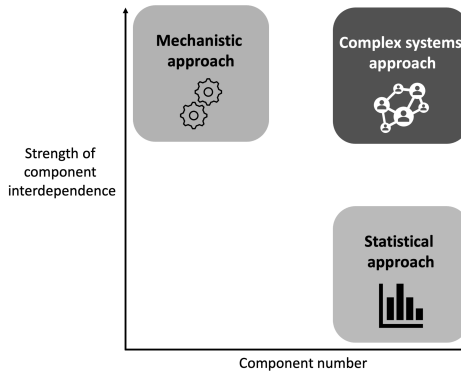 Mechanistic
approach
Complex systems
approach
Strength of
component
interdependence
Statistical
approach
Component number